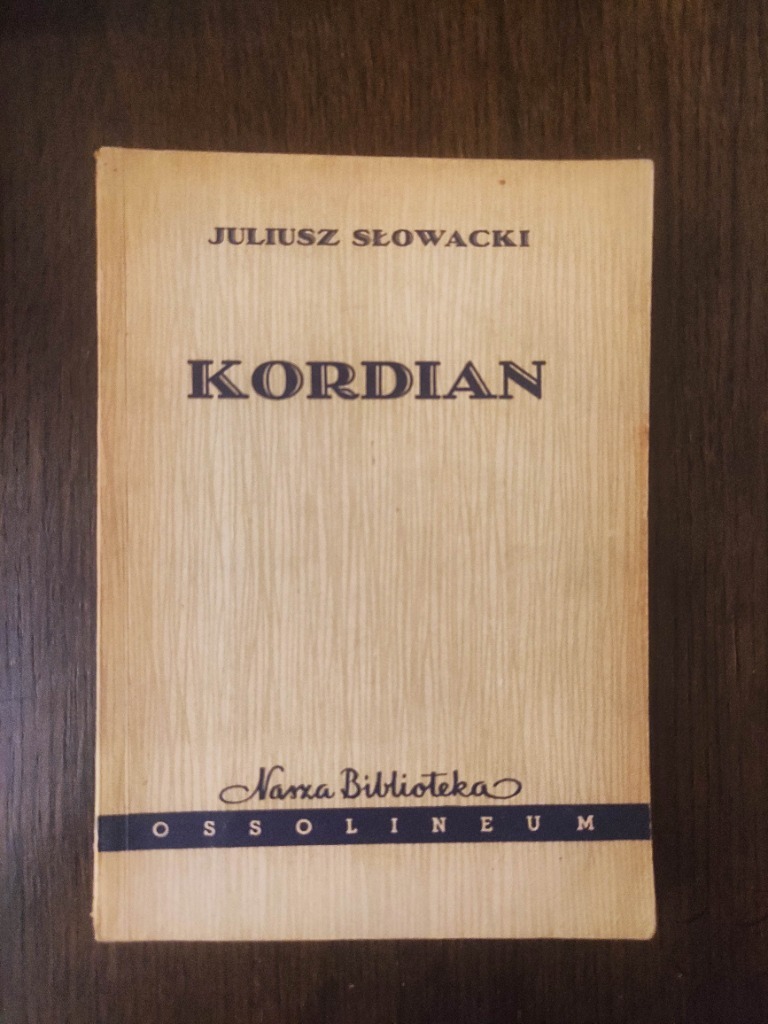 JULIUSZ SŁOWACKI
KORDIAN
Nasza Biblioteka
OSSOLINEUM